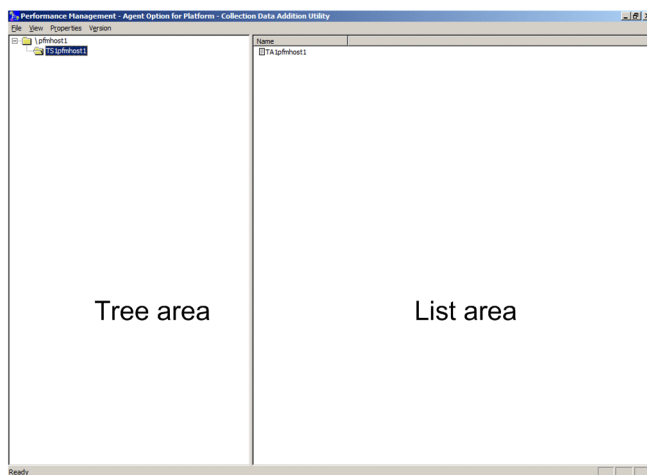 Performance Management - Agent Option for Platform - Collection Data Addition Utility
File View Properties Version
\pfmhost1
TS1pfmhost1
Name
TA1pfmhost1
Tree area
List area
Ready